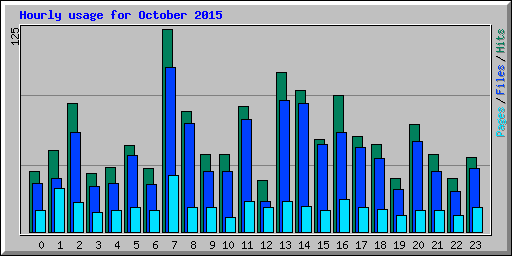 Hourly usage for October 2015
125
Pages / Files / Hits
0 1 2 3 4 5 6 7 8 9 10 11 12 13 14 15 16 17 18 19 20 21 22 23